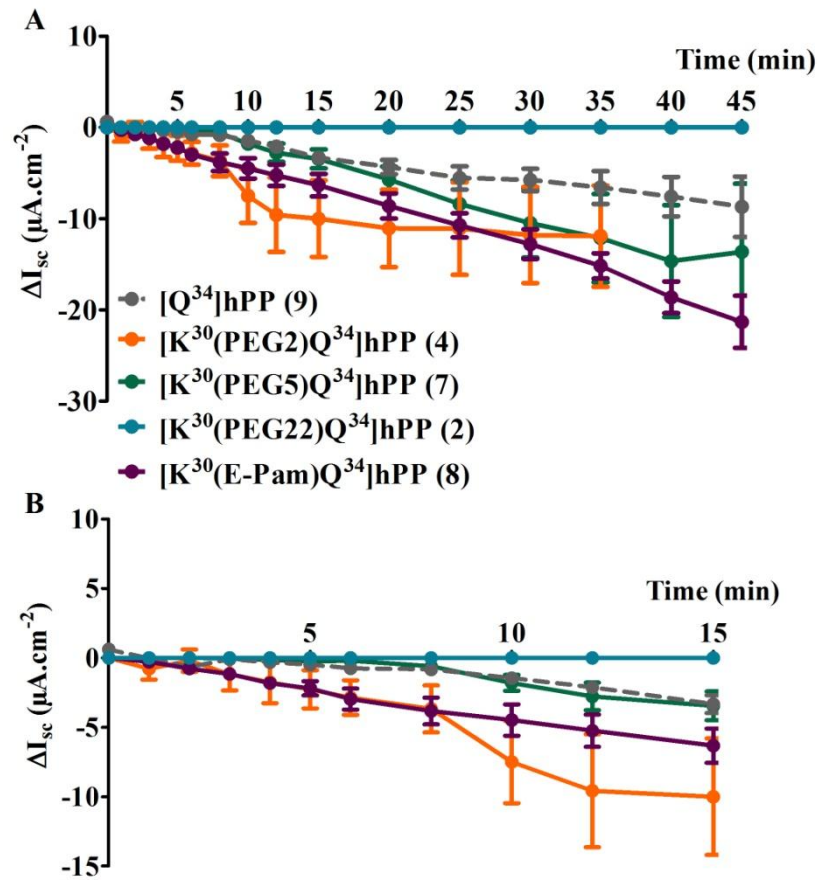 A
10
Time (min)
5 10 15 20 25 30 35 40 45
0
-10
-20
-30
ΔIsc (µA.cm⁻²)
[Q³⁴]hPP (9)
[K³⁰(PEG2)Q³⁴]hPP (4)
[K³⁰(PEG5)Q³⁴]hPP (7)
[K³⁰(PEG22)Q³⁴]hPP (2)
[K³⁰(E-Pam)Q³⁴]hPP (8)
B
10
Time (min)
5
5 10 15
0
-5
-10
-15
ΔIsc (µA.cm⁻²)